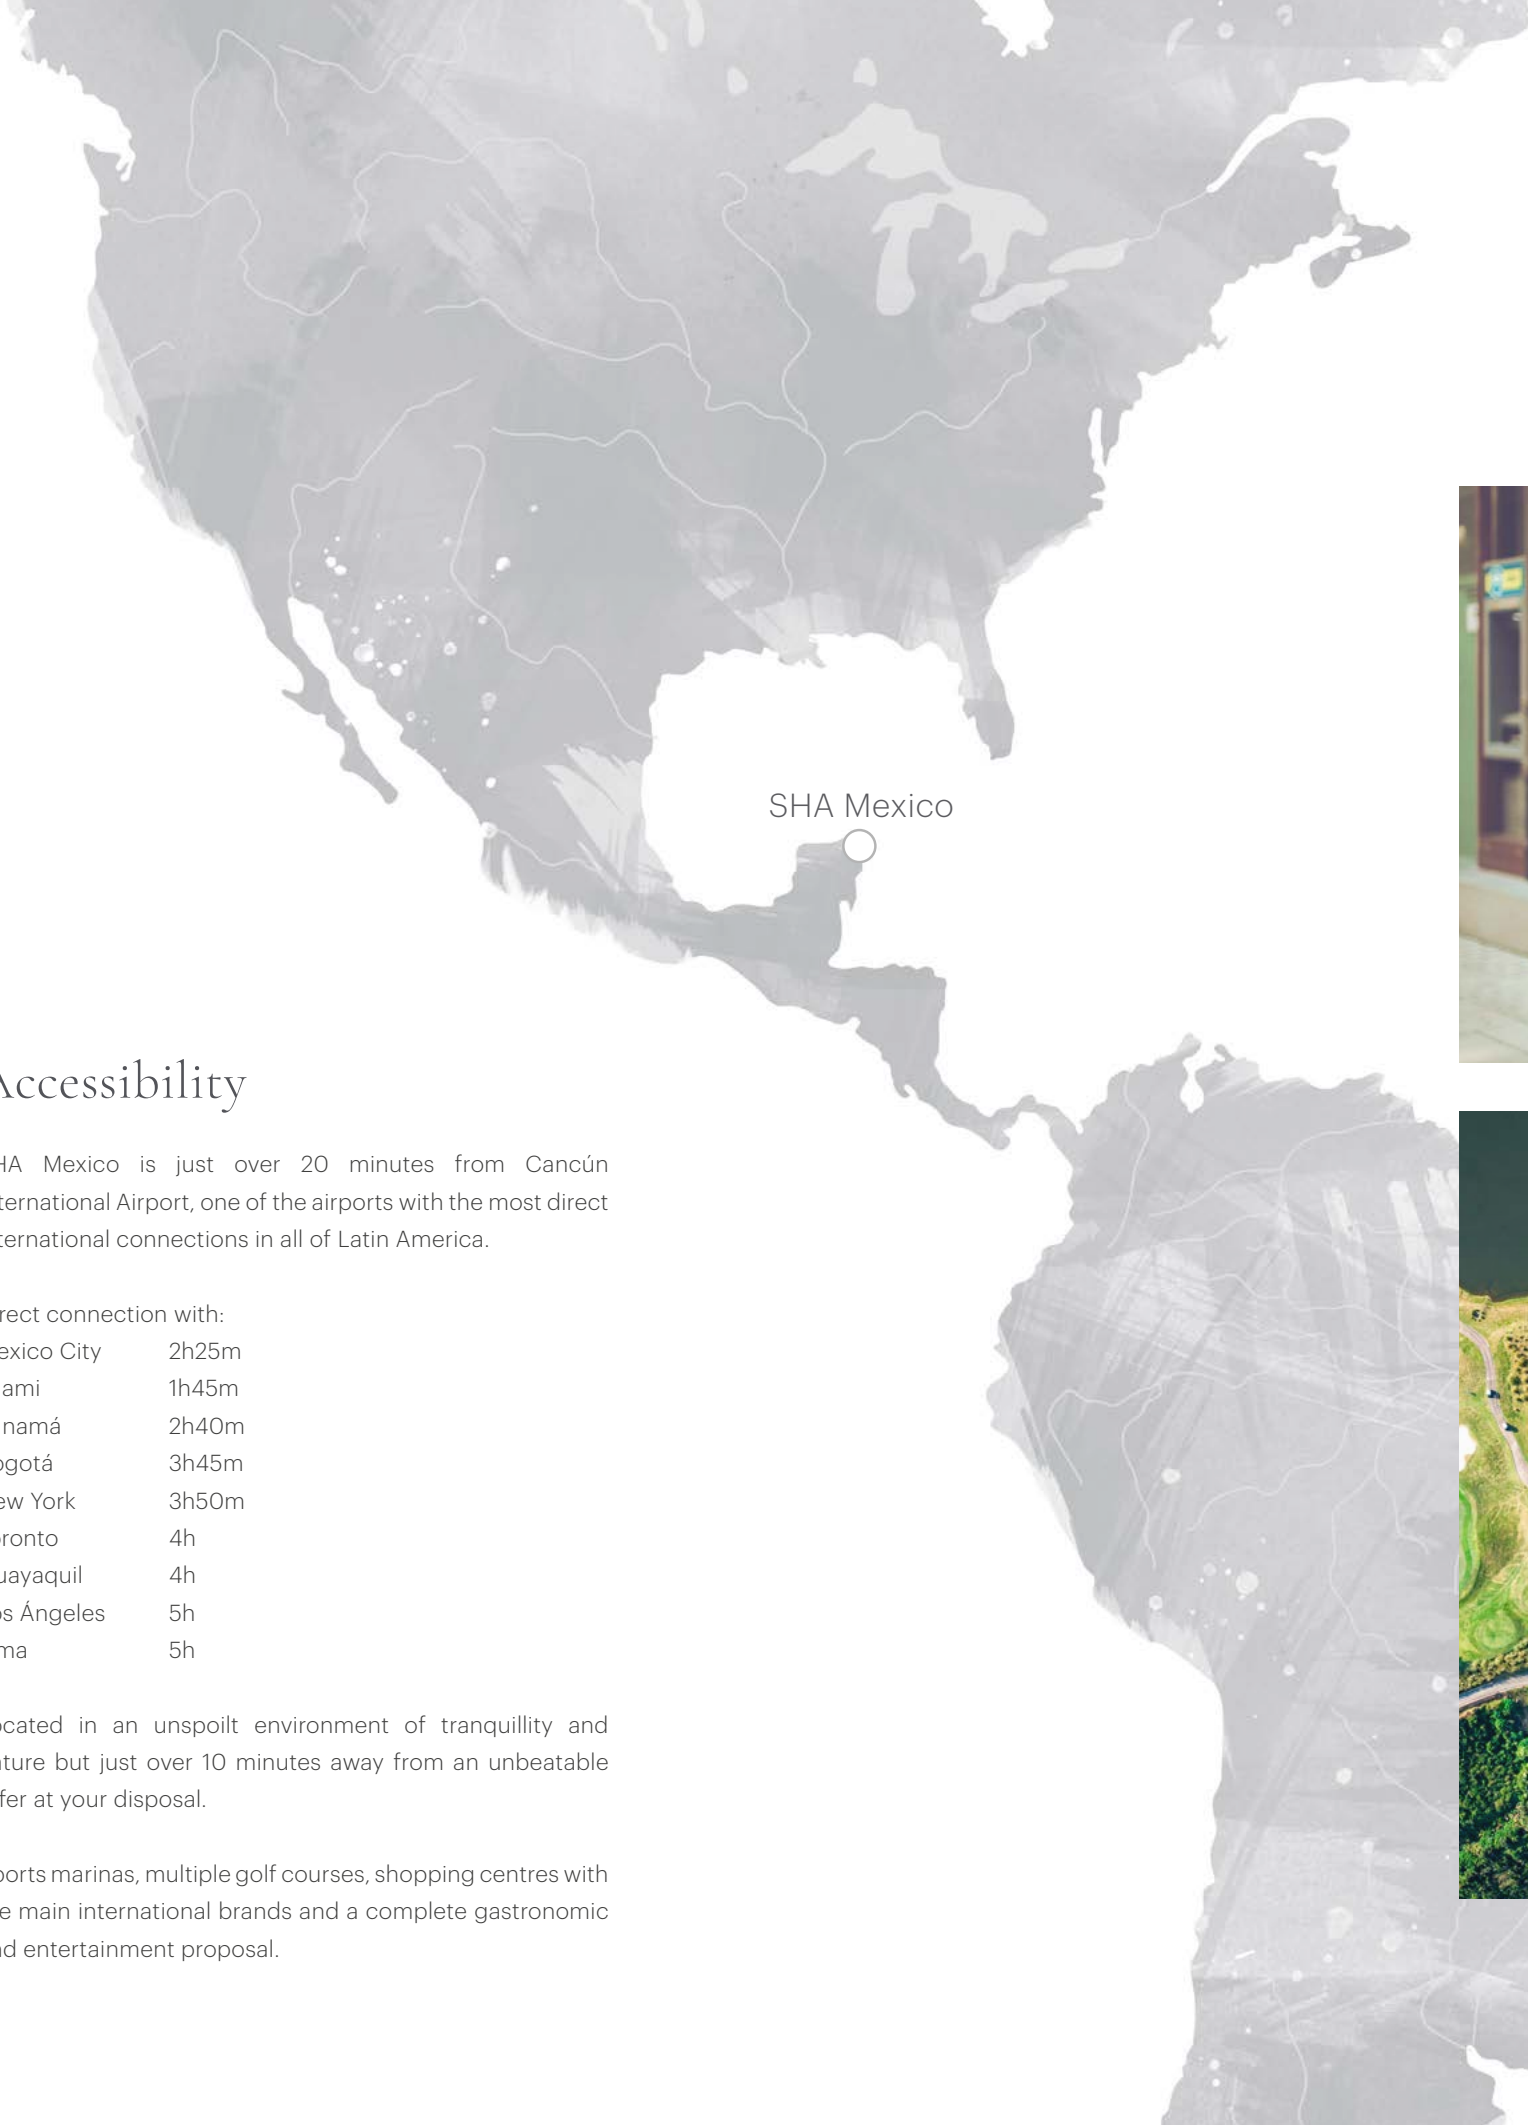 SHA Mexico
Accessibility
HA Mexico is just over 20 minutes from Cancún
ternational Airport, one of the airports with the most direct
ternational connections in all of Latin America.
rect connection with:
exico City 2h25m
ami 1h45m
namá 2h40m
ogotá 3h45m
ew York 3h50m
ronto 4h
uayaquil 4h
os Ángeles 5h
ma 5h
ocated in an unspoilt environment of tranquillity and
ature but just over 10 minutes away from an unbeatable
fer at your disposal.
ports marinas, multiple golf courses, shopping centres with
e main international brands and a complete gastronomic
nd entertainment proposal.